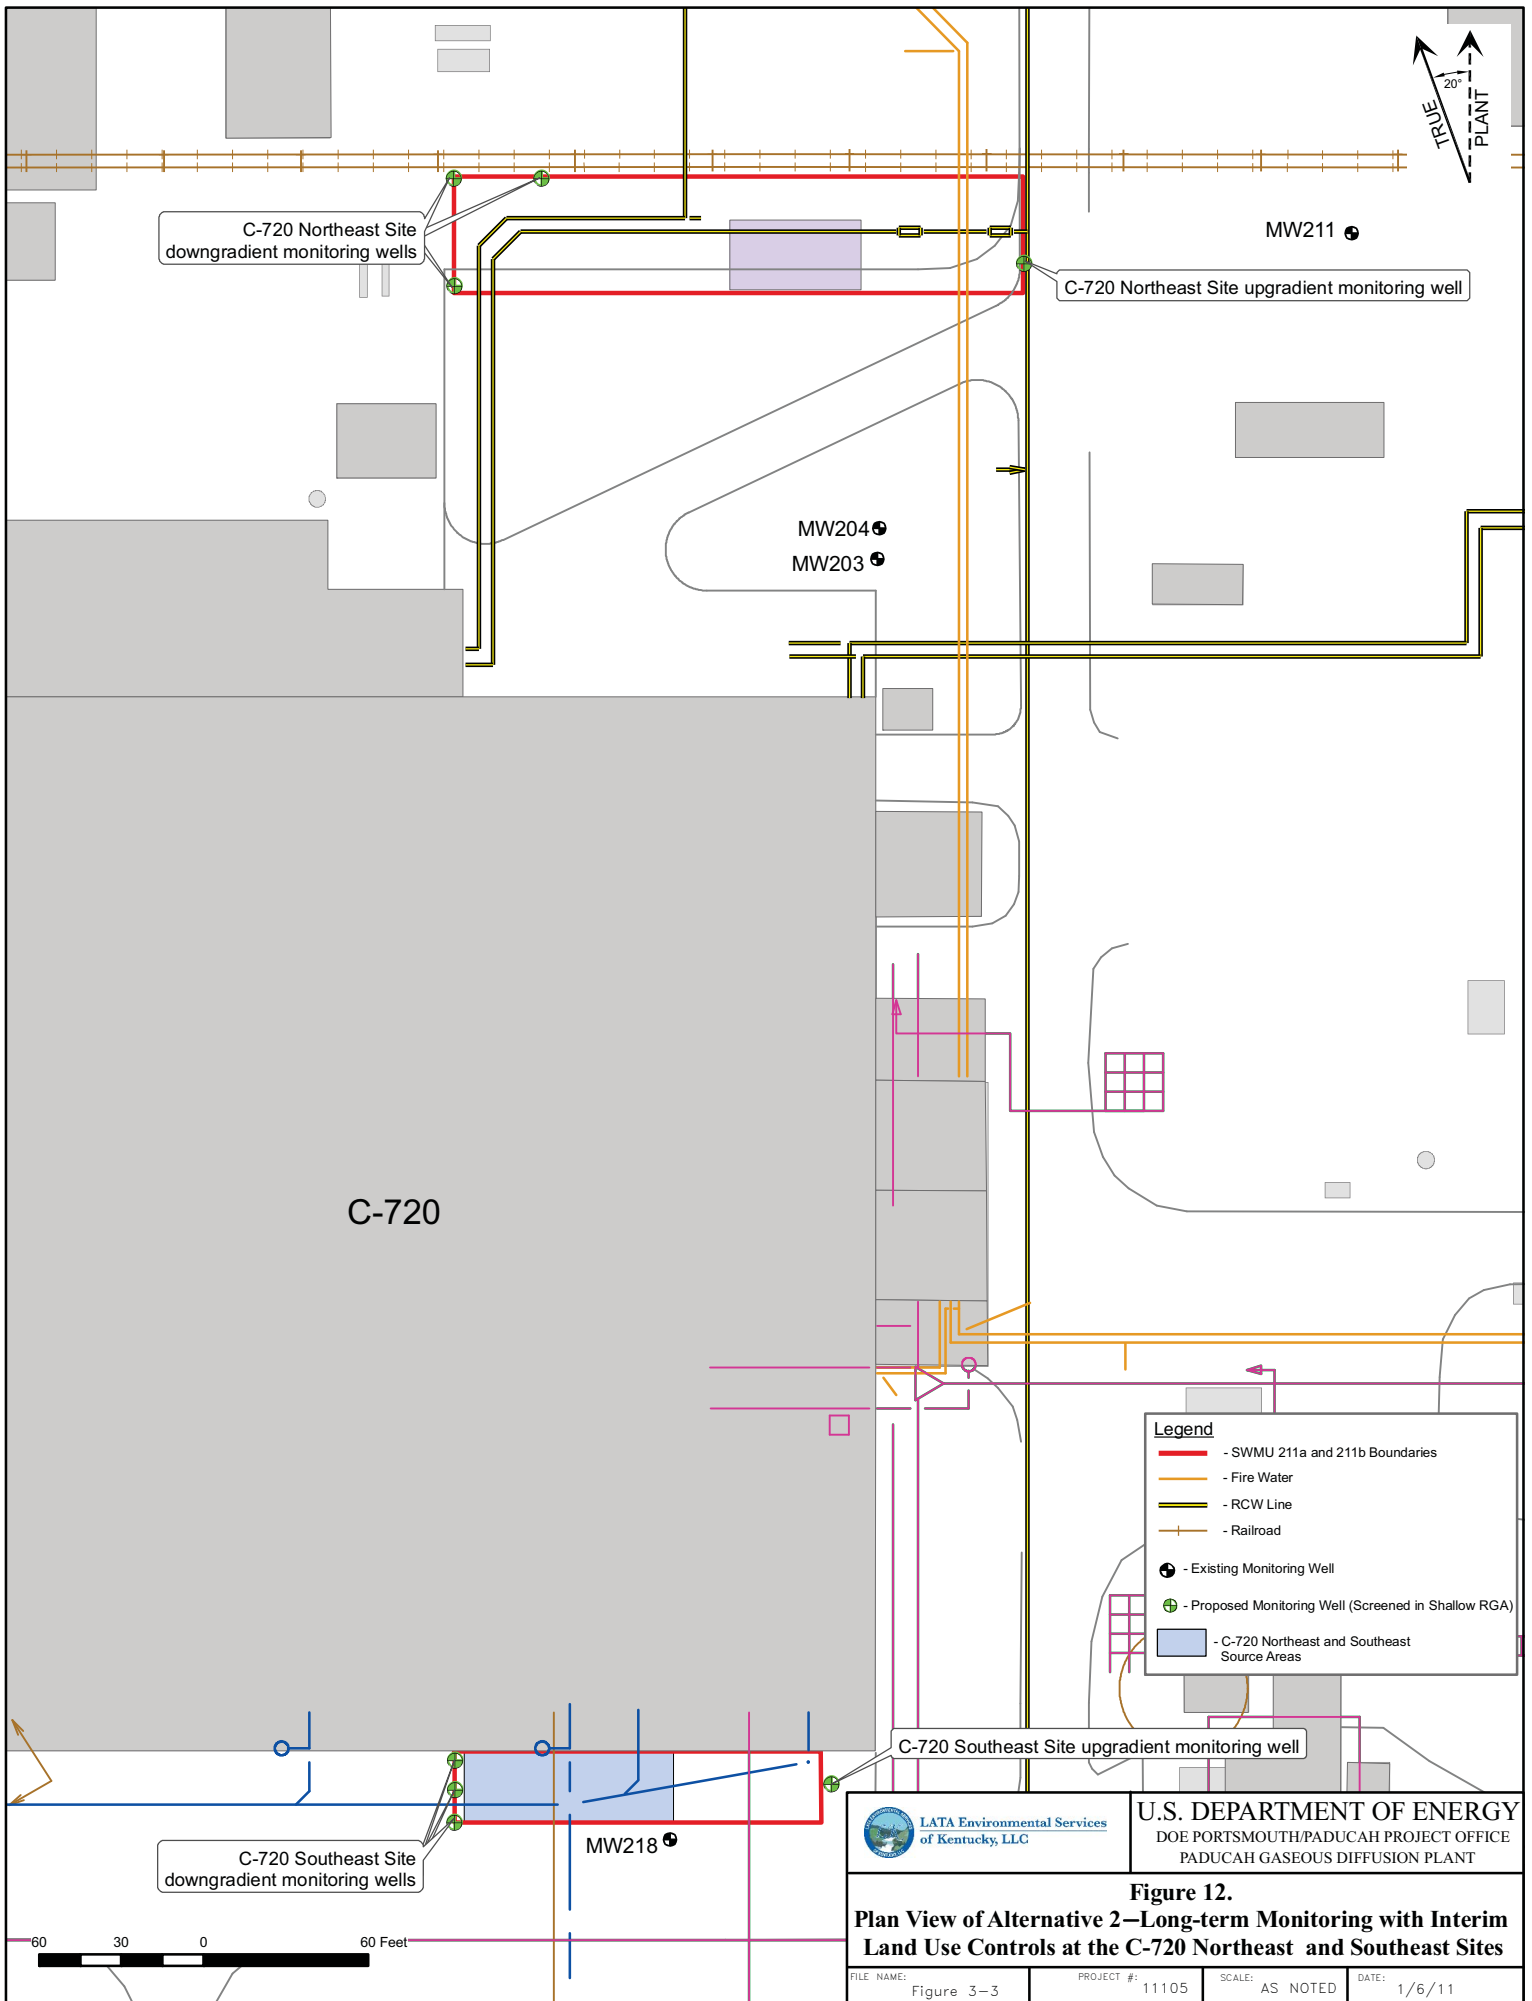 TRUE
20°
PLANT
C-720 Northeast Site
downgradient monitoring wells
MW211
C-720 Northeast Site upgradient monitoring well
MW204
MW203
C-720
Legend
- SWMU 211a and 211b Boundaries
- Fire Water
- RCW Line
- Railroad
- Existing Monitoring Well
- Proposed Monitoring Well (Screened in Shallow RGA)
- C-720 Northeast and Southeast
Source Areas
C-720 Southeast Site upgradient monitoring well
MW218
C-720 Southeast Site
downgradient monitoring wells
60 30 0 60 Feet
LATA Environmental Services
of Kentucky, LLC
U.S. DEPARTMENT OF ENERGY
DOE PORTSMOUTH/PADUCAH PROJECT OFFICE
PADUCAH GASEOUS DIFFUSION PLANT
Figure 12.
Plan View of Alternative 2—Long-term Monitoring with Interim
Land Use Controls at the C-720 Northeast and Southeast Sites
FILE NAME: Figure 3-3
PROJECT #: 11105
SCALE: AS NOTED
DATE: 1/6/11